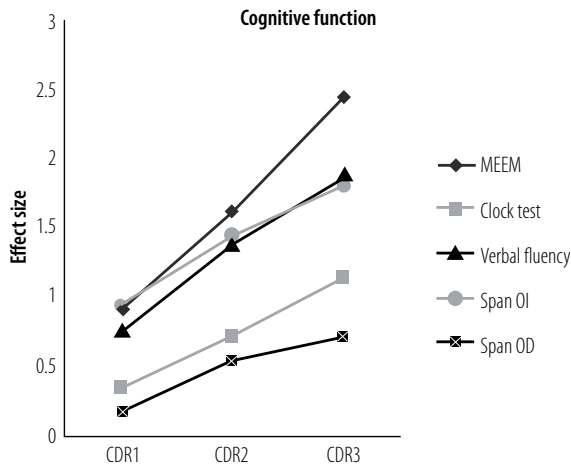 Cognitive function
3
2.5
2
1.5
1
0.5
0
Effect size
CDR1 CDR2 CDR3
MEEM
Clock test
Verbal fluency
Span OI
Span OD